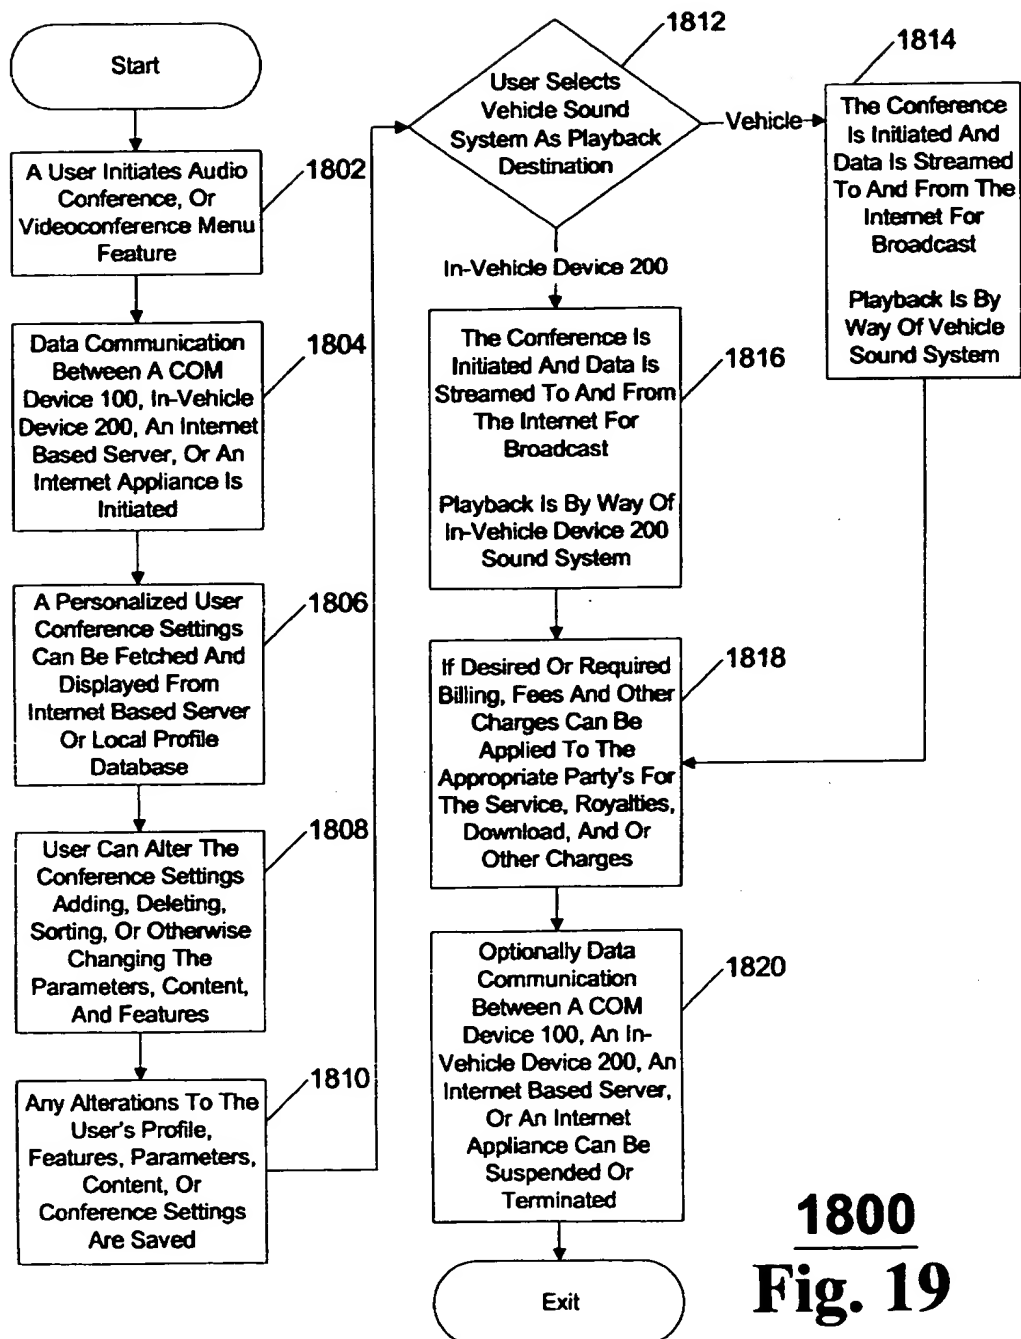 Start
A User Initiates Audio
Conference, Or
Videoconference Menu
Feature
1802
Data Communication
Between A COM
Device 100, In-Vehicle
Device 200, An Internet
Based Server, Or An
Internet Appliance Is
Initiated
1804
A Personalized User
Conference Settings
Can Be Fetched And
Displayed From
Internet Based Server
Or Local Profile
Database
1806
User Can Alter The
Conference Settings
Adding, Deleting,
Sorting, Or Otherwise
Changing The
Parameters, Content,
And Features
1808
Any Alterations To The
User's Profile,
Features, Parameters,
Content, Or
Conference Settings
Are Saved
1810
User Selects
Vehicle Sound
System As Playback
Destination
1812
Vehicle
The Conference
Is Initiated And
Data Is Streamed
To And From The
Internet For
Broadcast
Playback Is By
Way Of Vehicle
Sound System
1814
In-Vehicle Device 200
The Conference Is
Initiated And Data Is
Streamed To And From
The Internet For
Broadcast
Playback Is By Way Of
In-Vehicle Device 200
Sound System
1816
If Desired Or Required
Billing, Fees And Other
Charges Can Be
Applied To The
Appropriate Party's For
The Service, Royalties,
Download, And Or
Other Charges
1818
Optionally Data
Communication
Between A COM
Device 100, An In-
Vehicle Device 200, An
Internet Based Server,
Or An Internet
Appliance Can Be
Suspended Or
Terminated
1820
Exit
1800
Fig. 19